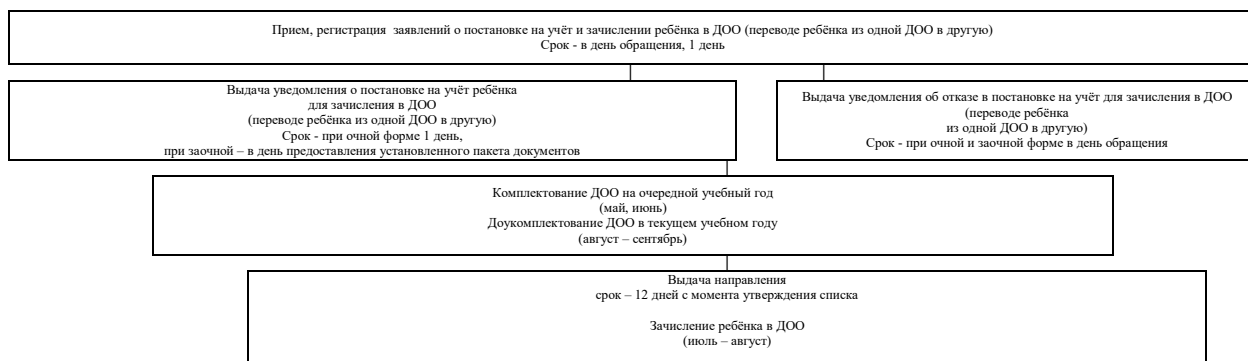 Прием, регистрация заявлений о постановке на учёт и зачислении ребёнка в ДОО (переводе ребёнка из одной ДОО в другую)
Срок - в день обращения, 1 день
Выдача уведомления о постановке на учёт ребёнка
для зачисления в ДОО
(переводе ребёнка из одной ДОО в другую)
Срок - при очной форме 1 день,
при заочной – в день предоставления установленного пакета документов
Выдача уведомления об отказе в постановке на учёт для зачисления в ДОО
(переводе ребёнка
из одной ДОО в другую)
Срок - при очной и заочной форме в день обращения
Комплектование ДОО на очередной учебный год
(май, июнь)
Доукомплектование ДОО в текущем учебном году
(август – сентябрь)
Выдача направления
срок – 12 дней с момента утверждения списка
Зачисление ребёнка в ДОО
(июль – август)